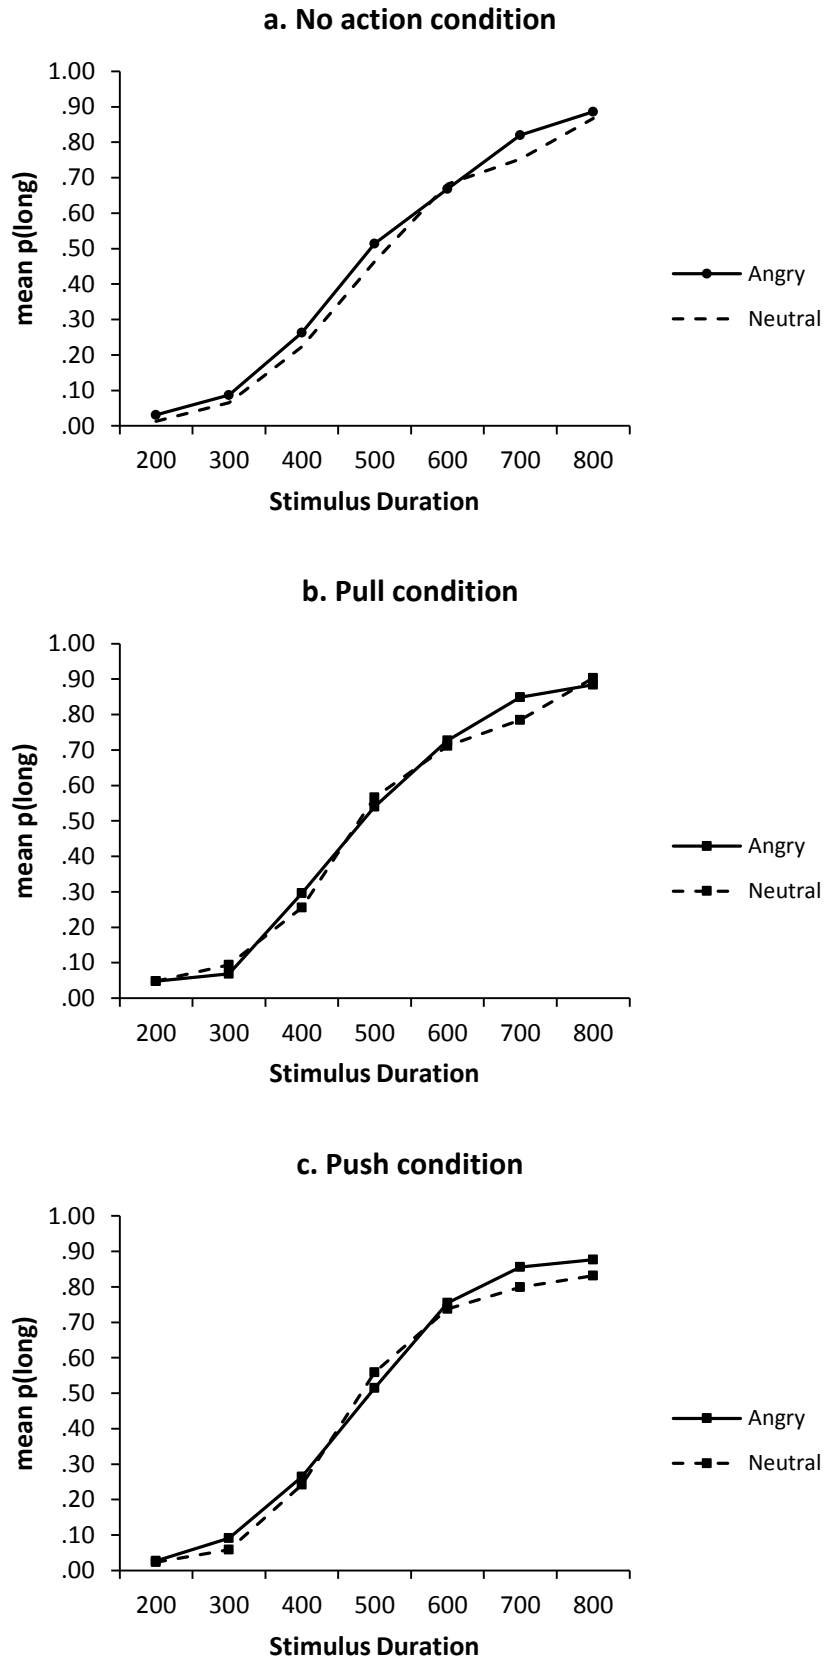 a. No action condition
1.00
.90
.80
.70
.60
.50
.40
.30
.20
.10
.00
mean p(long)
200 300 400 500 600 700 800
Stimulus Duration
Angry
Neutral
b. Pull condition
1.00
.90
.80
.70
.60
.50
.40
.30
.20
.10
.00
mean p(long)
200 300 400 500 600 700 800
Stimulus Duration
Angry
Neutral
c. Push condition
1.00
.90
.80
.70
.60
.50
.40
.30
.20
.10
.00
mean p(long)
200 300 400 500 600 700 800
Stimulus Duration
Angry
Neutral